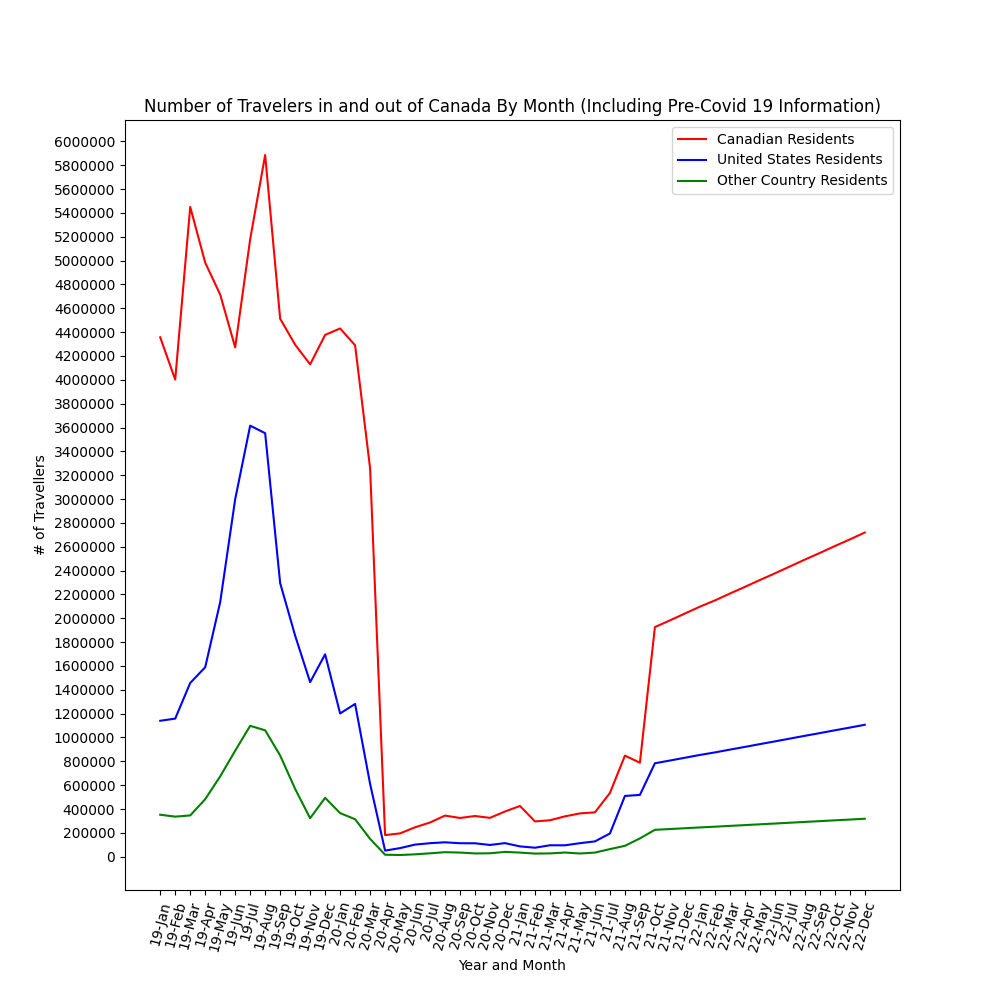 Number of Travelers in and out of Canada By Month (Including Pre-Covid 19 Information)
Canadian Residents
United States Residents
Other Country Residents
6000000
5800000
5600000
5400000
5200000
5000000
4800000
4600000
4400000
4200000
4000000
3800000
3600000
3400000
3200000
3000000
2800000
2600000
2400000
2200000
2000000
1800000
1600000
1400000
1200000
1000000
800000
600000
400000
200000
0
# of Travellers
19-Jan
19-Feb
19-Mar
19-Apr
19-May
19-Jun
19-Jul
19-Aug
19-Sep
19-Oct
19-Nov
19-Dec
20-Jan
20-Feb
20-Mar
20-Apr
20-May
20-Jun
20-Jul
20-Aug
20-Sep
20-Oct
20-Nov
20-Dec
21-Jan
21-Feb
21-Mar
21-Apr
21-May
21-Jun
21-Jul
21-Aug
21-Sep
21-Oct
21-Nov
21-Dec
22-Jan
22-Feb
22-Mar
22-Apr
22-May
22-Jun
22-Jul
22-Aug
22-Sep
22-Oct
22-Nov
22-Dec
Year and Month